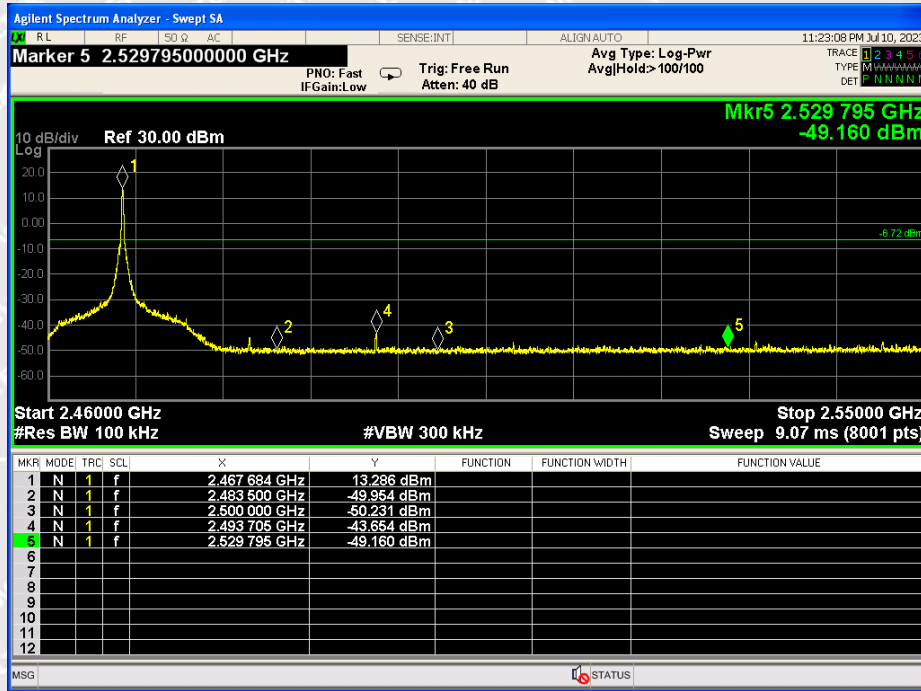 Agilent Spectrum Analyzer - Swept SA
LXI RL RF 50 Ω AC SENSE:INT ALIGN AUTO 11:23:08 PM Jul 10, 2023
Marker 5 2.529795000000 GHz
PNO: Fast
IFGain:Low
Trig: Free Run
Atten: 40 dB
Avg Type: Log-Pwr
Avg|Hold:>100/100
TRACE 1 2 3 4 5
TYPE M
DET P N N N N
Mkr5 2.529 795 GHz
-49.160 dBm
10 dB/div Ref 30.00 dBm
Log
20.0
10.0
0.00
-10.0
-20.0
-30.0
-40.0
-50.0
-60.0
1
2
4
3
5
-6.72 dBm
Start 2.46000 GHz Stop 2.55000 GHz
#Res BW 100 kHz #VBW 300 kHz Sweep 9.07 ms (8001 pts)
MKR MODE TRC SCL X Y FUNCTION FUNCTION WIDTH FUNCTION VALUE
1 N 1 f 2.467 684 GHz 13.286 dBm
2 N 1 f 2.483 500 GHz -49.954 dBm
3 N 1 f 2.500 000 GHz -50.231 dBm
4 N 1 f 2.493 705 GHz -43.654 dBm
5 N 1 f 2.529 795 GHz -49.160 dBm
6
7
8
9
10
11
12
MSG STATUS